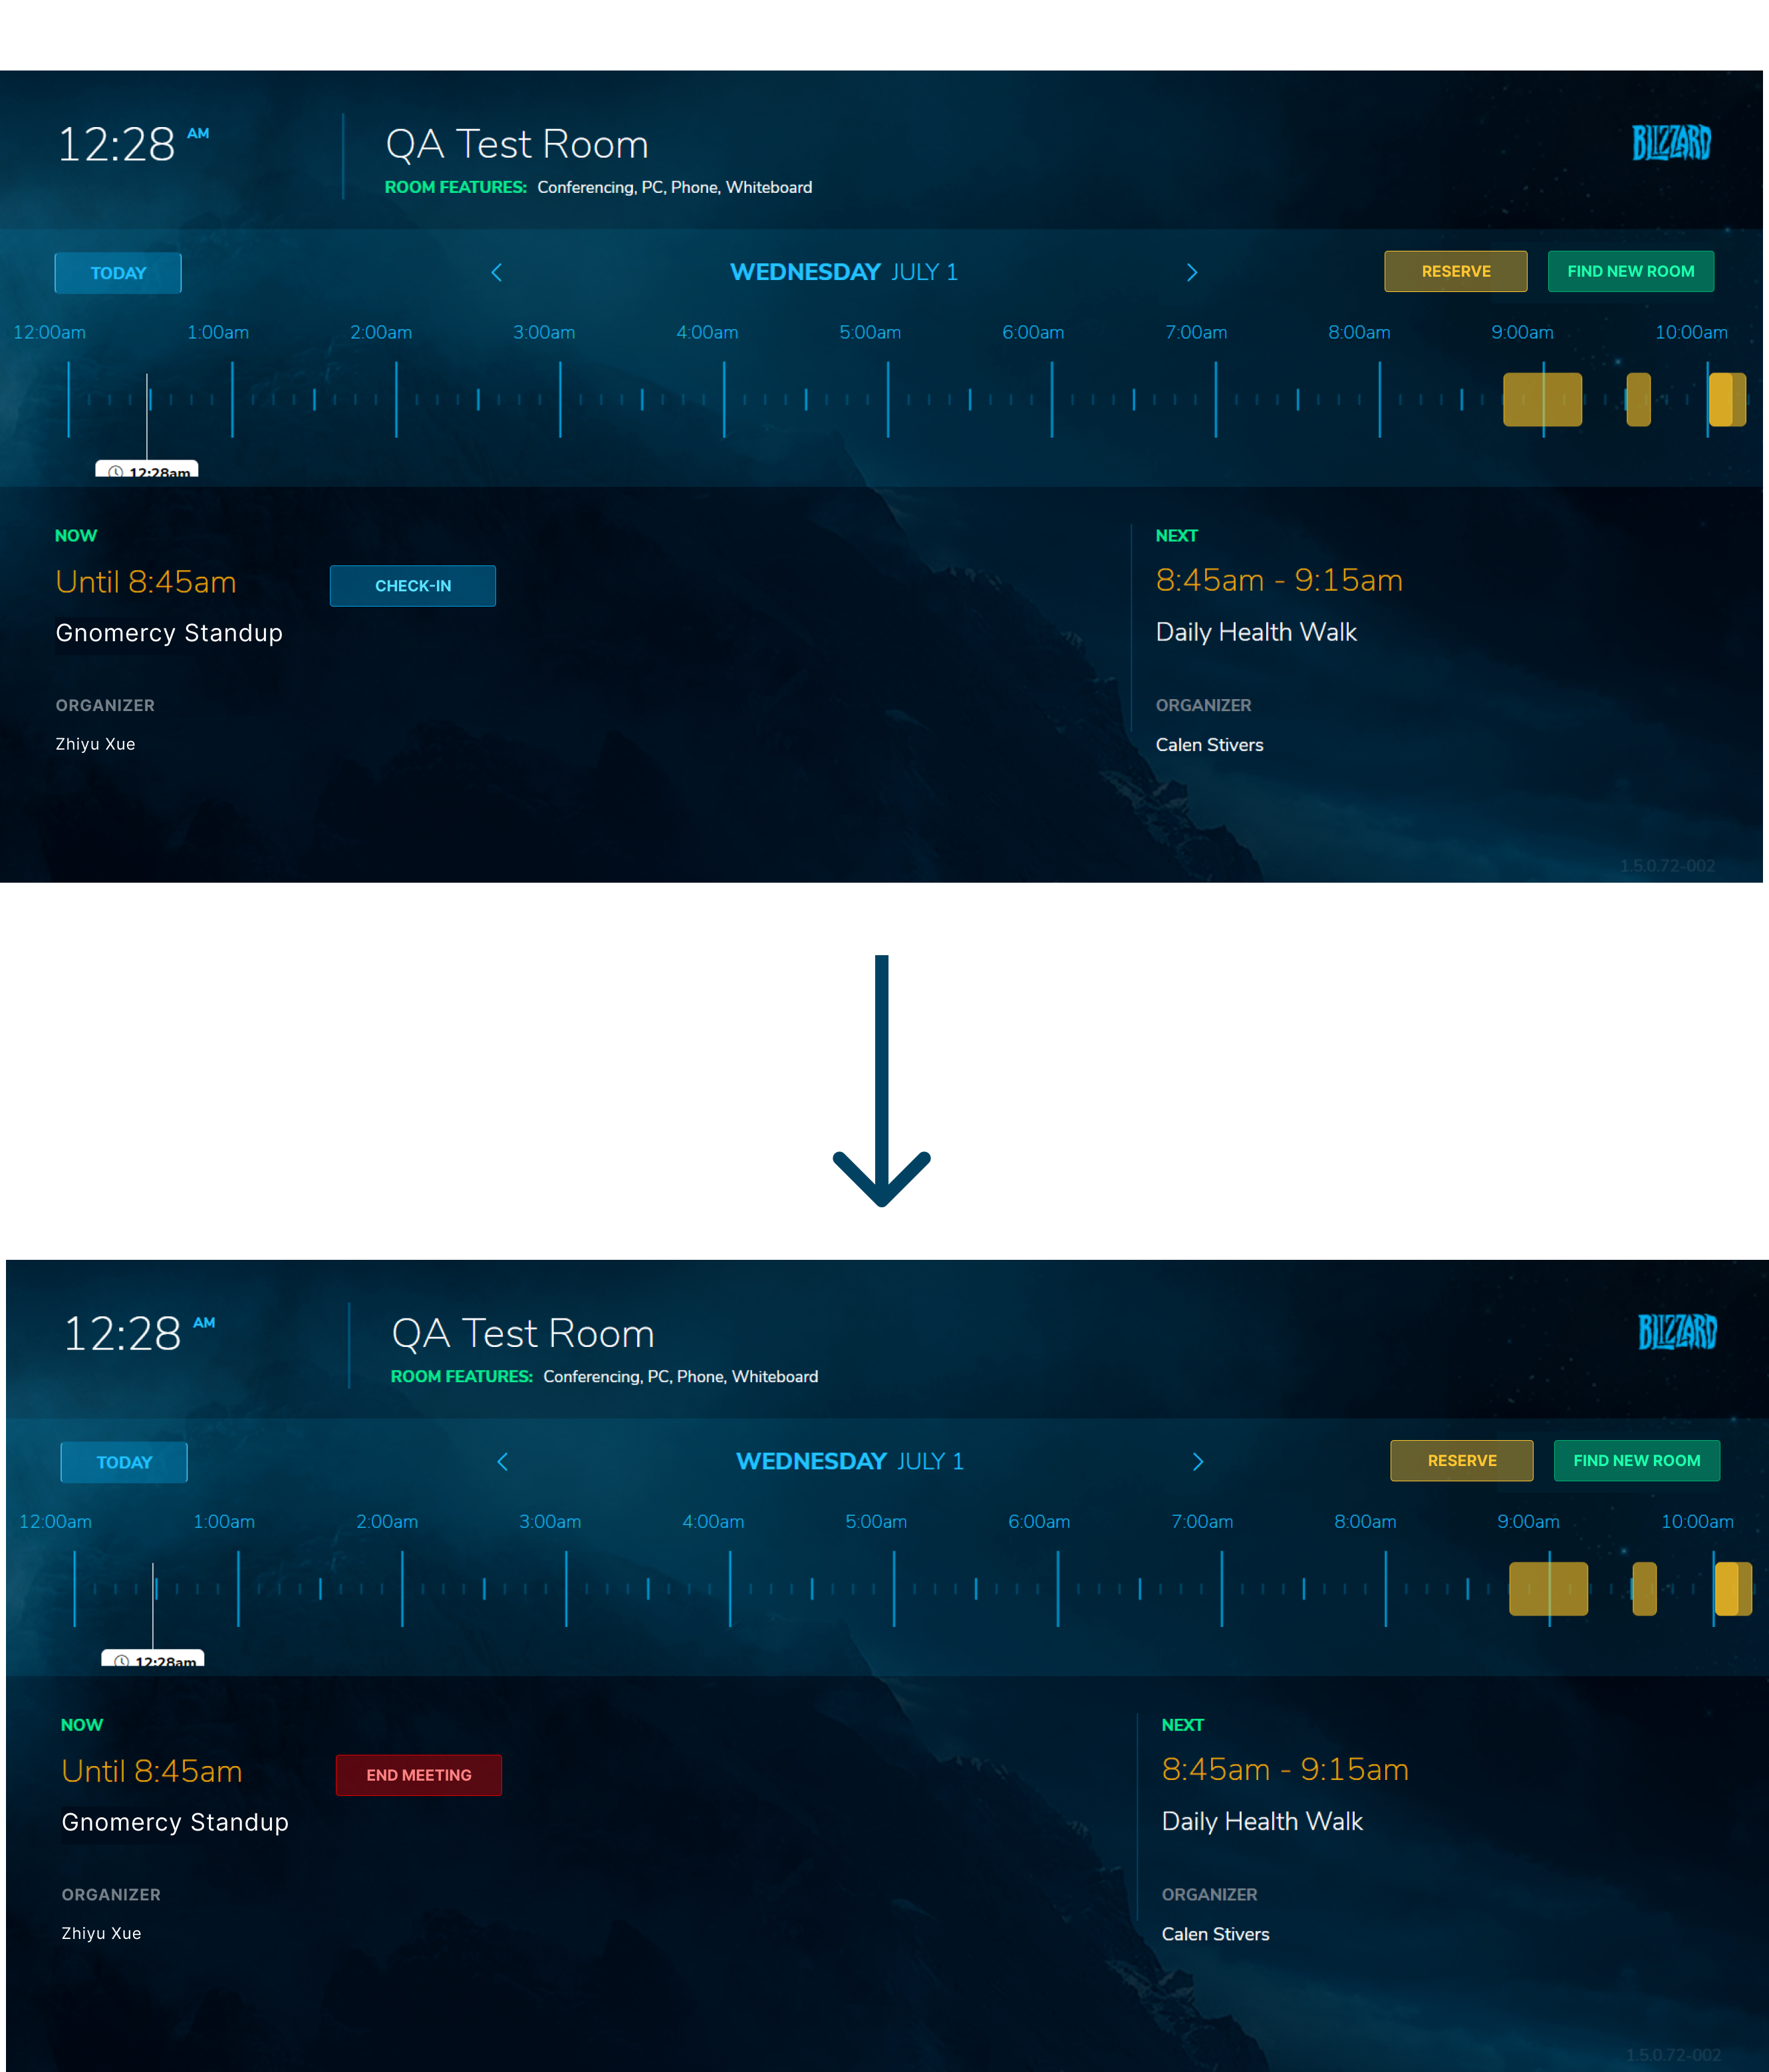 12:28 AM
QA Test Room
BLIZZARD
ROOM FEATURES: Conferencing, PC, Phone, Whiteboard
TODAY
WEDNESDAY JULY 1
RESERVE
FIND NEW ROOM
12:00am 1:00am 2:00am 3:00am 4:00am 5:00am 6:00am 7:00am 8:00am 9:00am 10:00am
12:28am
NOW
Until 8:45am
CHECK-IN
Gnomercy Standup
ORGANIZER
Zhiyu Xue
NEXT
8:45am - 9:15am
Daily Health Walk
ORGANIZER
Calen Stivers
1.5.0.72-002
12:28 AM
QA Test Room
BLIZZARD
ROOM FEATURES: Conferencing, PC, Phone, Whiteboard
TODAY
WEDNESDAY JULY 1
RESERVE
FIND NEW ROOM
12:00am 1:00am 2:00am 3:00am 4:00am 5:00am 6:00am 7:00am 8:00am 9:00am 10:00am
12:28am
NOW
Until 8:45am
END MEETING
Gnomercy Standup
ORGANIZER
Zhiyu Xue
NEXT
8:45am - 9:15am
Daily Health Walk
ORGANIZER
Calen Stivers
1.5.0.72-002